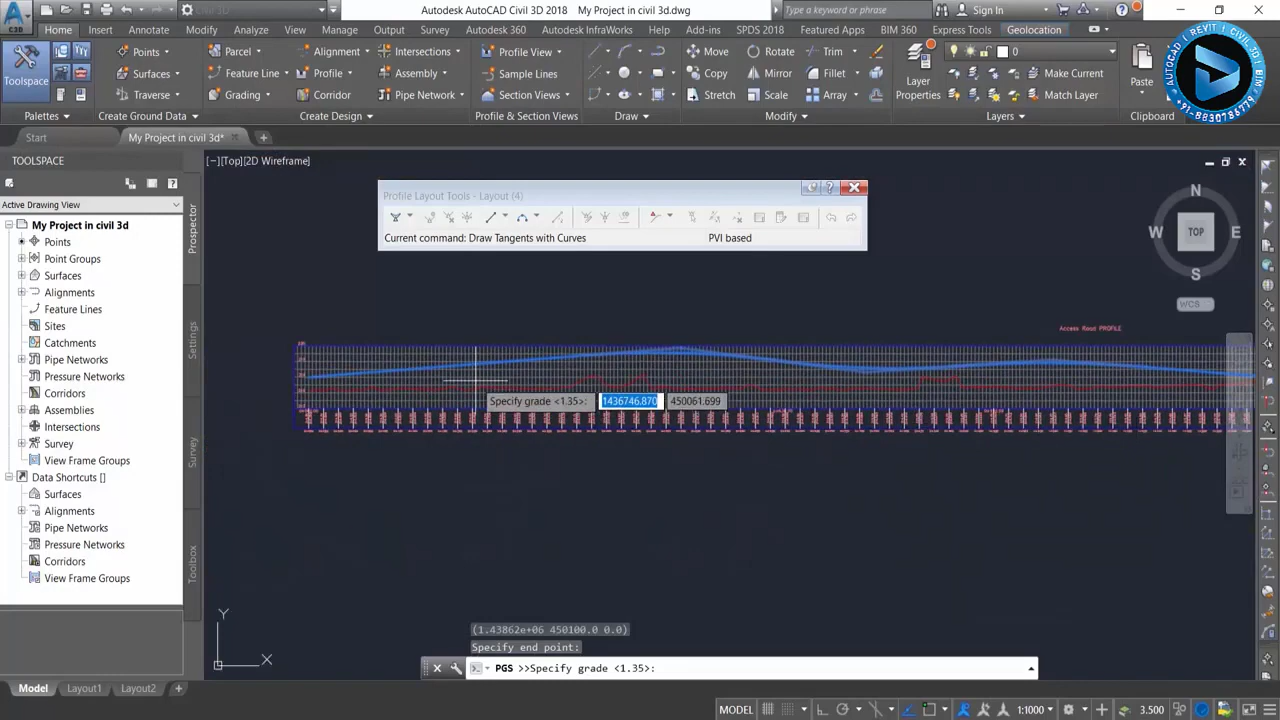 Autodesk AutoCAD Civil 3D 2018   My Project in civil 3d.dwg
Type a keyword or phrase
Sign In
C3D
Home Insert Annotate Modify Analyze View Manage Output Survey Autodesk 360 Help Add-ins SPDS 2018 Featured Apps BIM 360 Express Tools Geolocation
Toolspace
Points
Surfaces
Traverse
Parcel
Feature Line
Grading
Alignment
Profile
Corridor
Intersections
Assembly
Pipe Network
Profile View
Sample Lines
Section Views
Move
Copy
Stretch
Rotate
Mirror
Scale
Trim
Fillet
Array
Layer
Properties
0
Make Current
Match Layer
Paste
AUTOCAD | REVIT | CIVIL 3D | BIM
+91-8830786779
Palettes
Create Ground Data
Create Design
Profile & Section Views
Draw
Modify
Layers
Clipboard
Start
My Project in civil 3d*
TOOLSPACE
Active Drawing View
My Project in civil 3d
Points
Point Groups
Surfaces
Alignments
Feature Lines
Sites
Catchments
Pipe Networks
Pressure Networks
Corridors
Assemblies
Intersections
Survey
View Frame Groups
Data Shortcuts []
Surfaces
Alignments
Pipe Networks
Pressure Networks
Corridors
View Frame Groups
Prospector
Settings
Survey
Toolbox
[−][Top][2D Wireframe]
Profile Layout Tools - Layout (4)
Current command: Draw Tangents with Curves
PVI based
N
W TOP E
S
WCS
Access Road PROFILE
Specify grade <1.35>: 1436746.870 450061.699
Y
X
(1.43862e+06 450100.0 0.0)
Specify end point:
PGS >>Specify grade <1.35>:
Model Layout1 Layout2
MODEL
1:1000
3.500